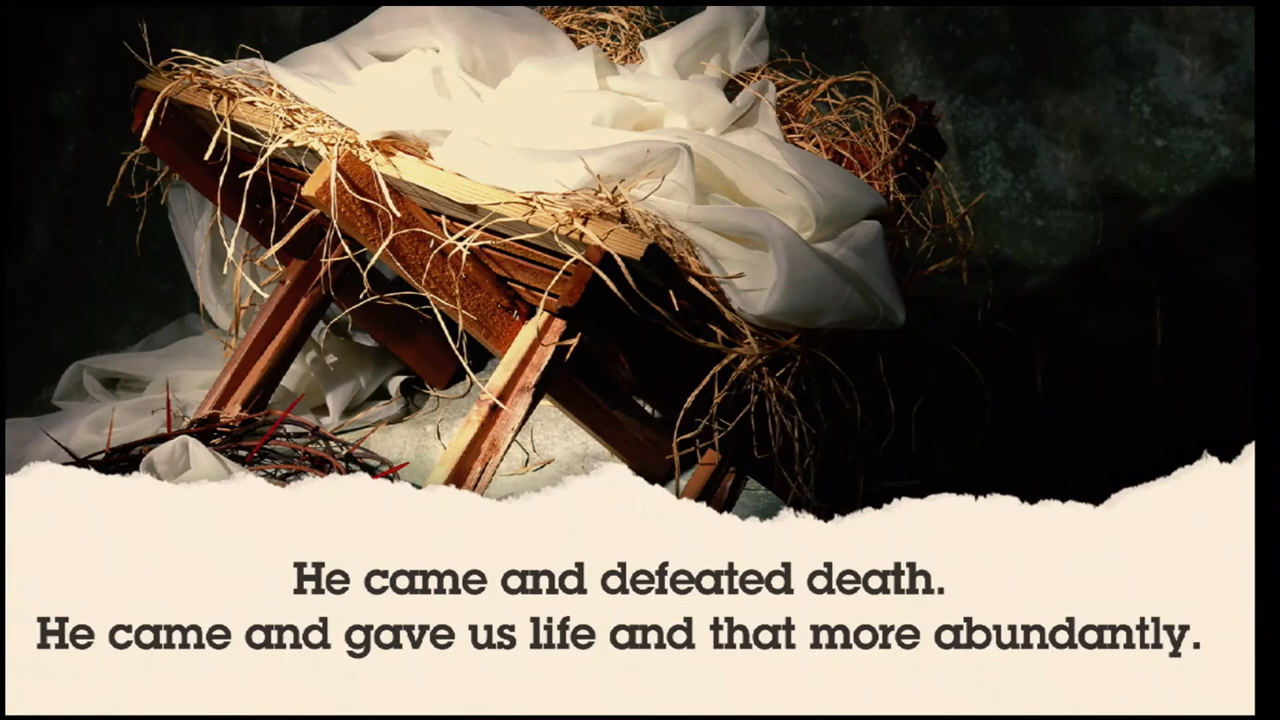 He came and defeated death.
He came and gave us life and that more abundantly.